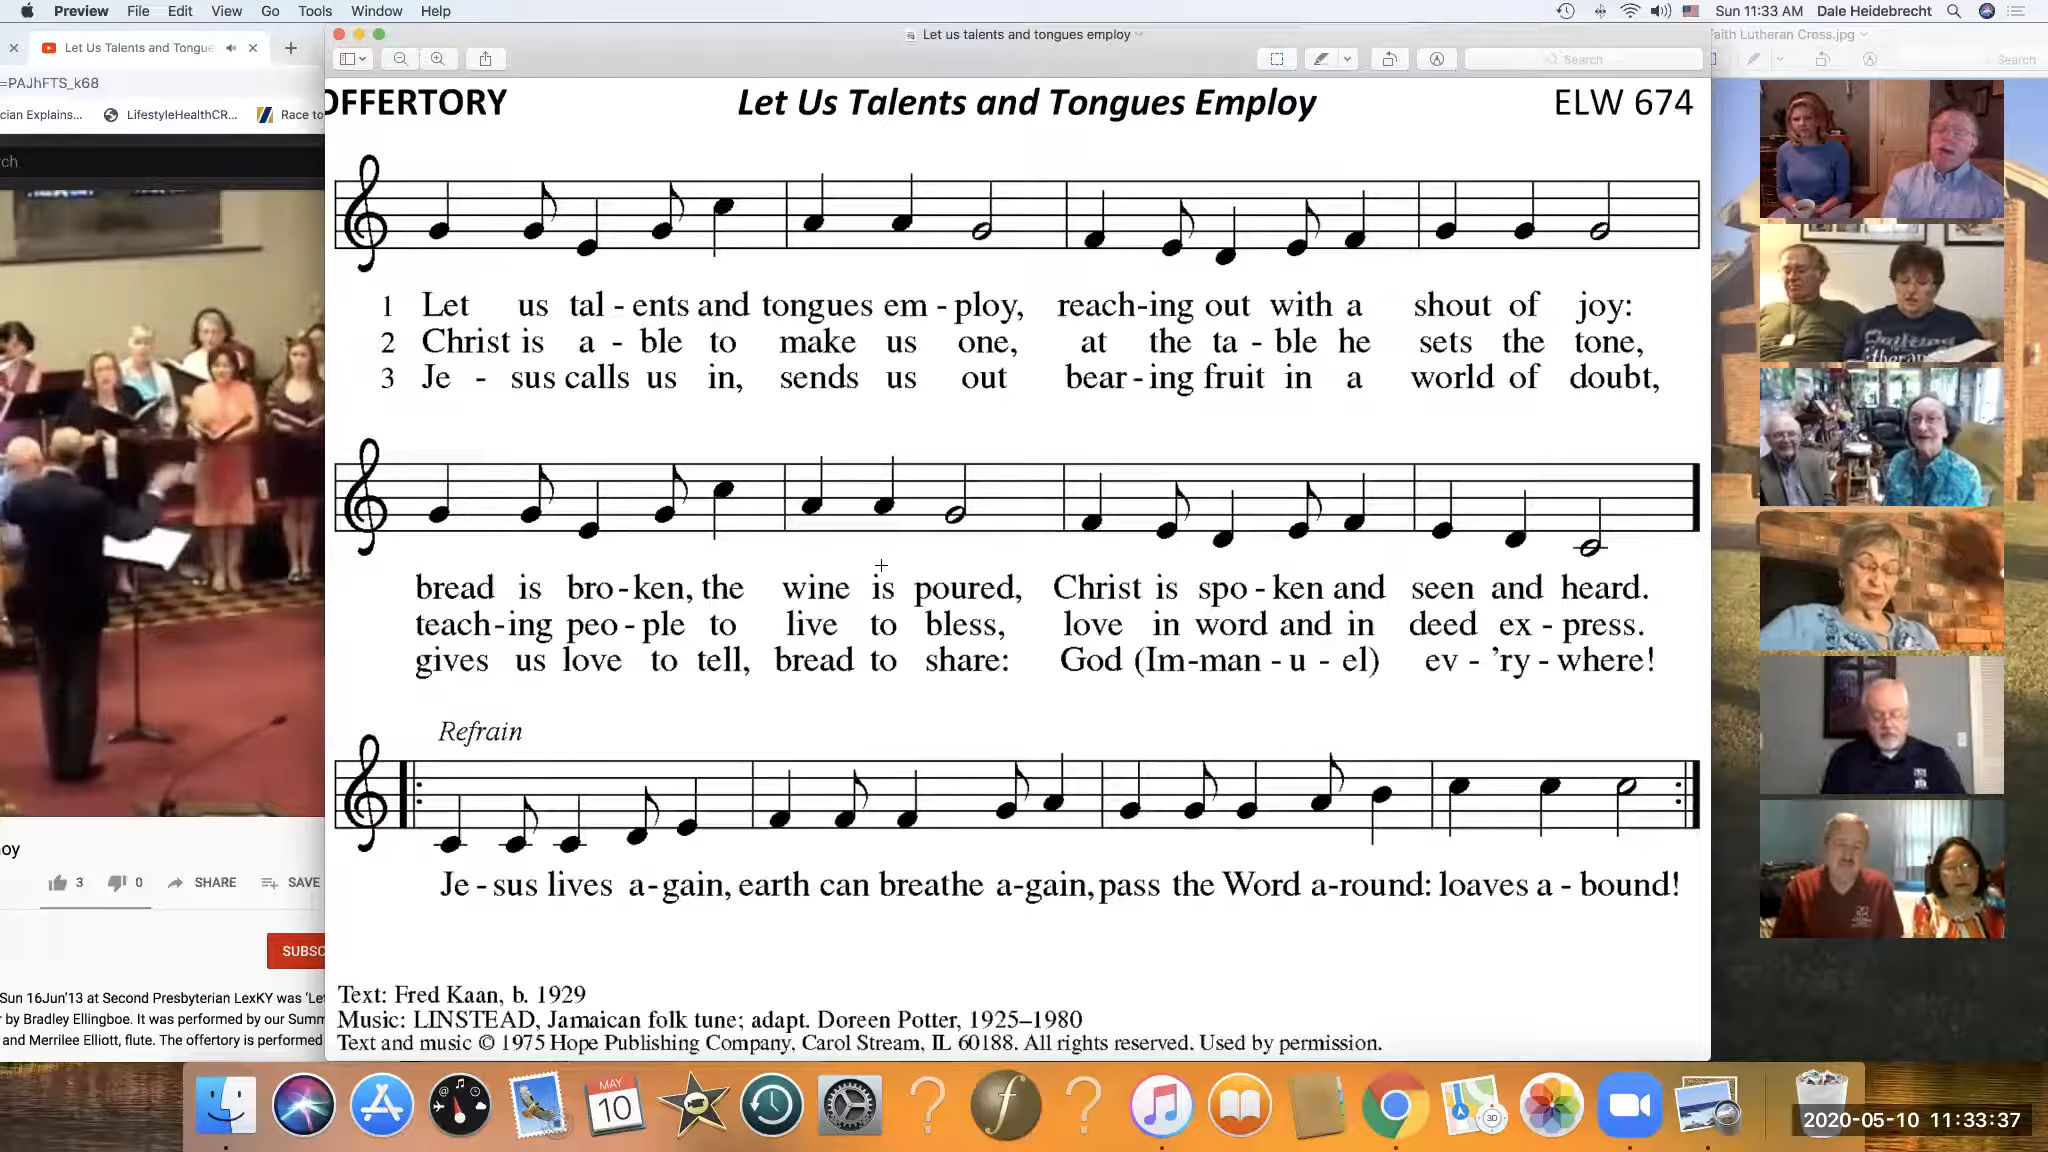 Preview File Edit View Go Tools Window Help
Sun 11:33 AM Dale Heidebrecht
Let Us Talents and Tongue
Let us talents and tongues employ
aith Lutheran Cross.jpg
=PAJhFTS_k68
Search
Search
cian Explains...
LifestyleHealthCR...
Race to
ch
OFFERTORY
Let Us Talents and Tongues Employ
ELW 674
1 Let us tal - ents and tongues em - ploy, reach-ing out with a shout of joy:
2 Christ is a - ble to make us one, at the ta - ble he sets the tone,
3 Je - sus calls us in, sends us out bear - ing fruit in a world of doubt,
bread is bro - ken, the wine is poured, Christ is spo - ken and seen and heard.
teach-ing peo - ple to live to bless, love in word and in deed ex - press.
gives us love to tell, bread to share: God (Im-man - u - el) ev - 'ry - where!
Refrain
Je - sus lives a-gain, earth can breathe a-gain, pass the Word a-round: loaves a - bound!
Text: Fred Kaan, b. 1929
Music: LINSTEAD, Jamaican folk tune; adapt. Doreen Potter, 1925–1980
Text and music © 1975 Hope Publishing Company, Carol Stream, IL 60188. All rights reserved. Used by permission.
oy
3 0 SHARE SAVE
SUBSC
Sun 16Jun'13 at Second Presbyterian LexKY was 'Let
r by Bradley Ellingboe. It was performed by our Summ
and Merrilee Elliott, flute. The offertory is performed
MAY
10
3D
2020-05-10 11:33:37